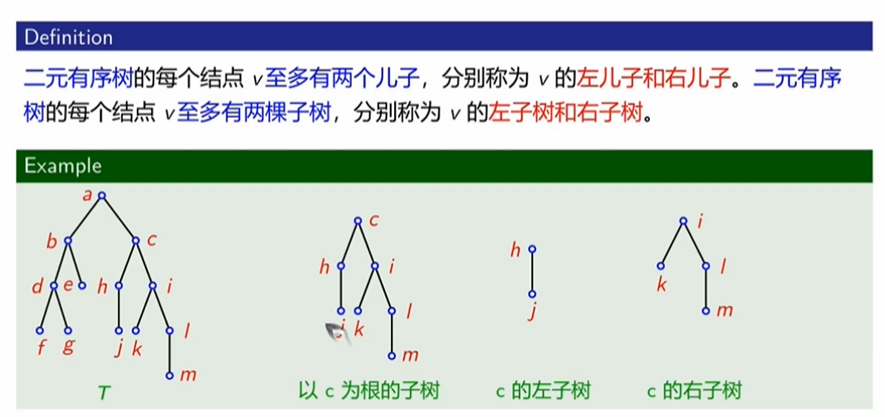 Definition
二元有序树的每个结点 v 至多有两个儿子，分别称为 v 的左儿子和右儿子。二元有序
树的每个结点 v 至多有两棵子树，分别称为 v 的左子树和右子树。
Example
a
b c
d e h i
f g j k l
m
T
c
h i
j k l
m
以 c 为根的子树
h
j
c 的左子树
i
k l
m
c 的右子树